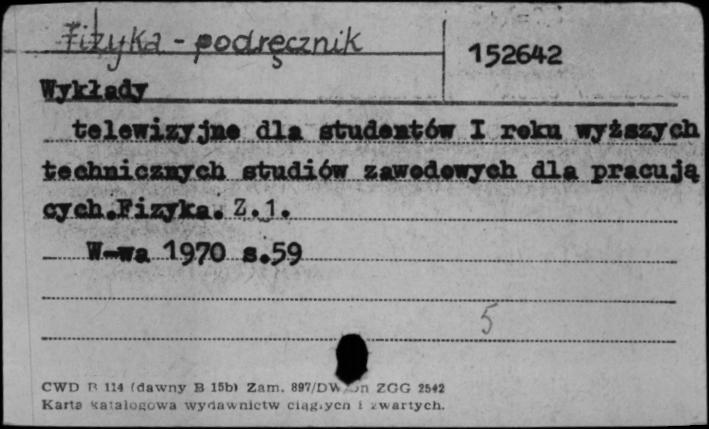 Fizyka - podręcznik
152642
Wykłady
telewizyjne dla studentów I roku wyższych
technicznych studiów zawodowych dla pracują
cych.Fizyka. Z.1.
W-wa 1970 s.59
5
CWD B 114 (dawny B 15b) Zam. 897/DW ZGG 2542
Karta katalogowa wydawnictw ciągłych i zwartych.